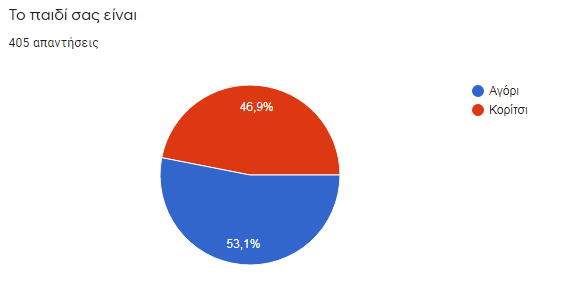 Το παιδί σας είναι
405 απαντήσεις
Αγόρι
Κορίτσι
46,9%
53,1%